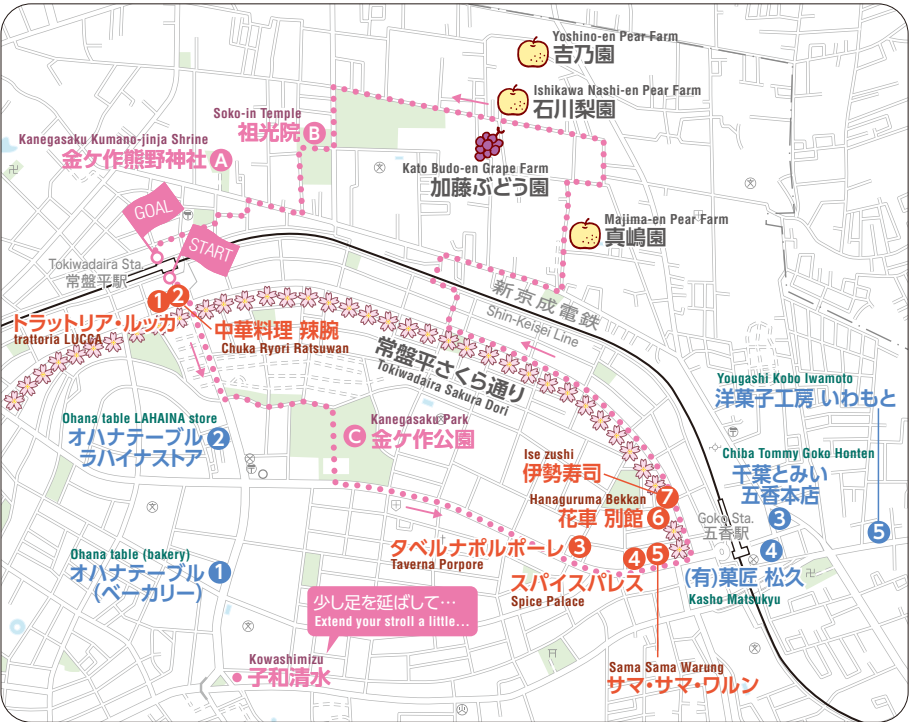 Yoshino-en Pear Farm
吉乃園
Ishikawa Nashi-en Pear Farm
石川梨園
Soko-in Temple
祖光院 B
Kanegasaku Kumano-jinja Shrine
金ケ作熊野神社 A
Kato Budo-en Grape Farm
加藤ぶどう園
Majima-en Pear Farm
真嶋園
GOAL
START
Tokiwadaira Sta.
常盤平駅
新京成電鉄
Shin-Keisei Line
1 2
トラットリア・ルッカ
trattoria LUCCA
中華料理 辣腕
Chuka Ryori Ratsuwan
常盤平さくら通り
Tokiwadaira Sakura Dori
Yougashi Kobo Iwamoto
洋菓子工房 いわもと
Ohana table LAHAINA store
オハナテーブル
ラハイナストア 2
Kanegasaku Park
C 金ケ作公園
Ise zushi
伊勢寿司
7
Hanaguruma Bekkan
花車 別館 6
Chiba Tommy Goko Honten
千葉とみい
五香本店
3
Goko Sta.
五香駅
5
タベルナポルポーレ 3
Taverna Porpore
4 5
スパイスパレス
Spice Palace
4
(有)菓匠 松久
Kasho Matsukyu
Ohana table (bakery)
オハナテーブル 1
(ベーカリー)
少し足を延ばして…
Extend your stroll a little...
Kowashimizu
子和清水
Sama Sama Warung
サマ・サマ・ワルン